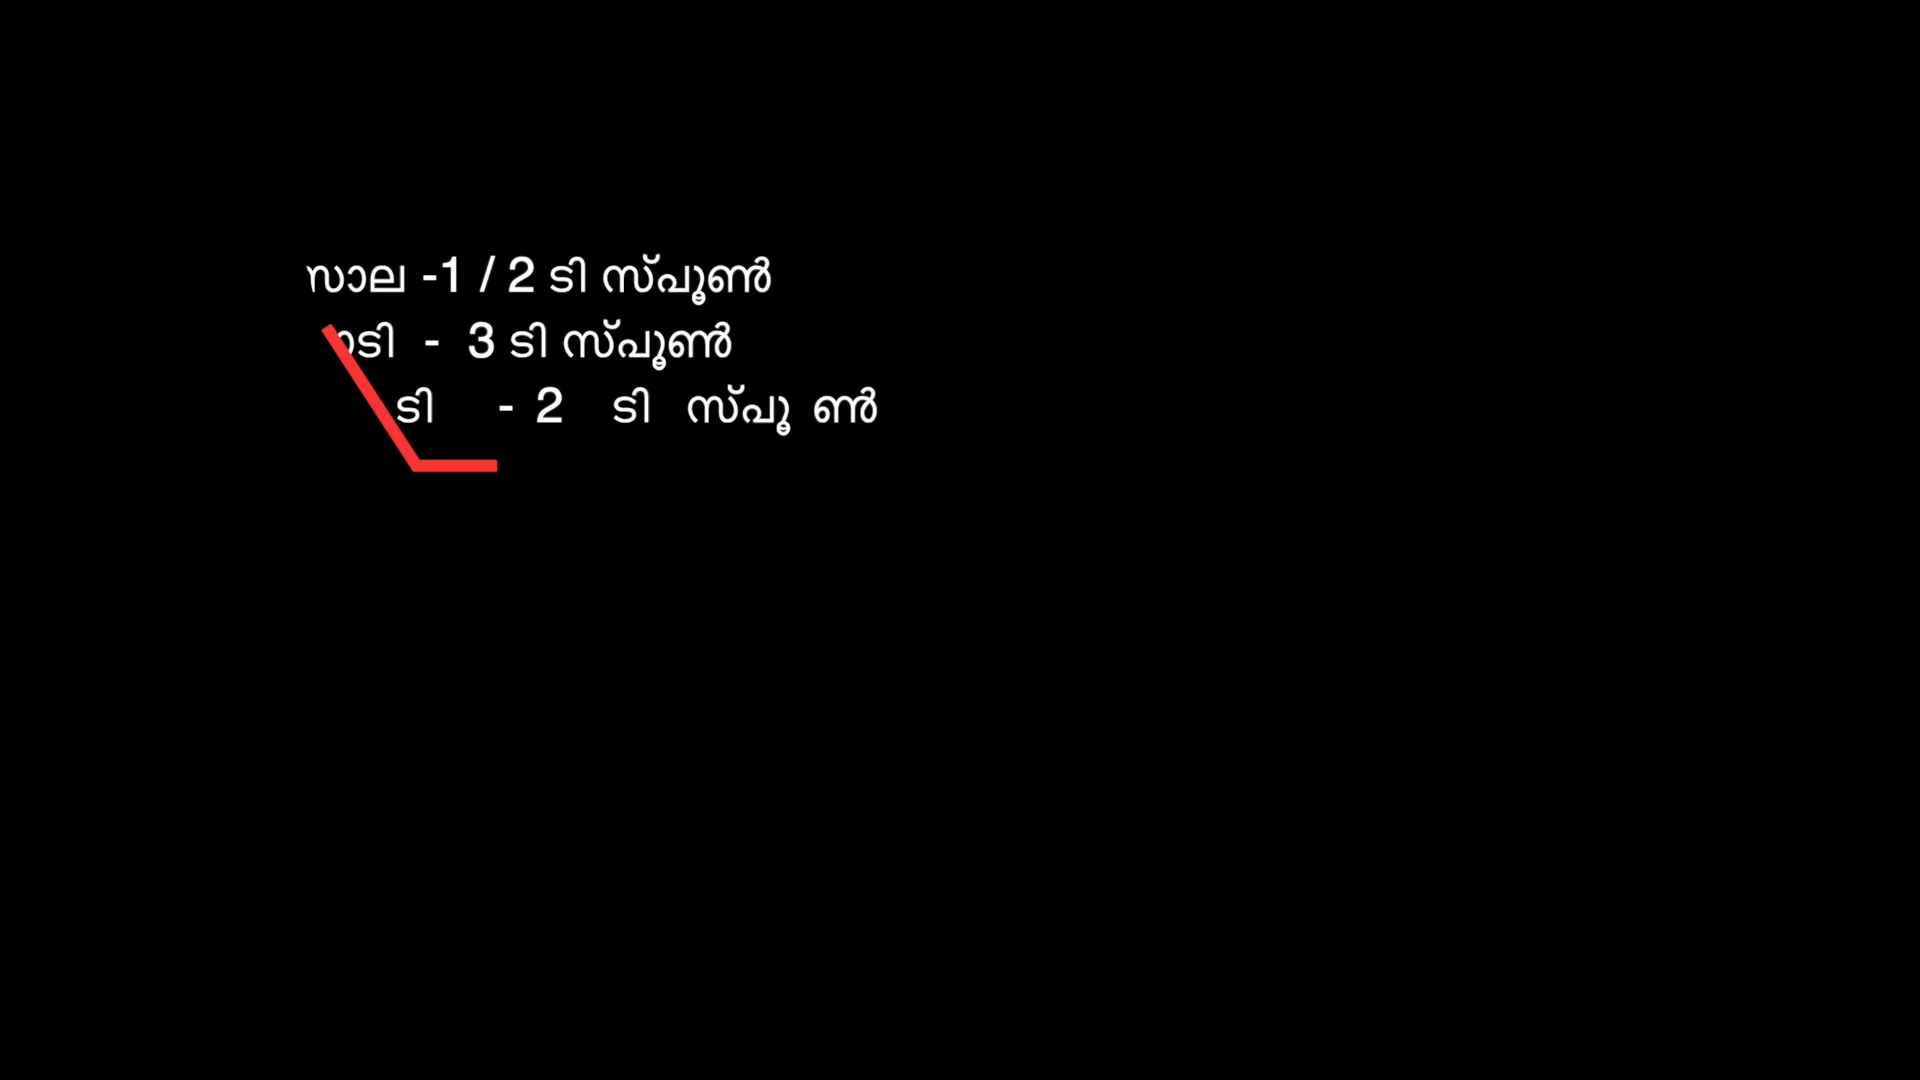 സാല -1 / 2 ടി സ്പൂൺ
ടി - 3 ടി സ്പൂൺ
ടി - 2 ടി സ്പൂ ൺ